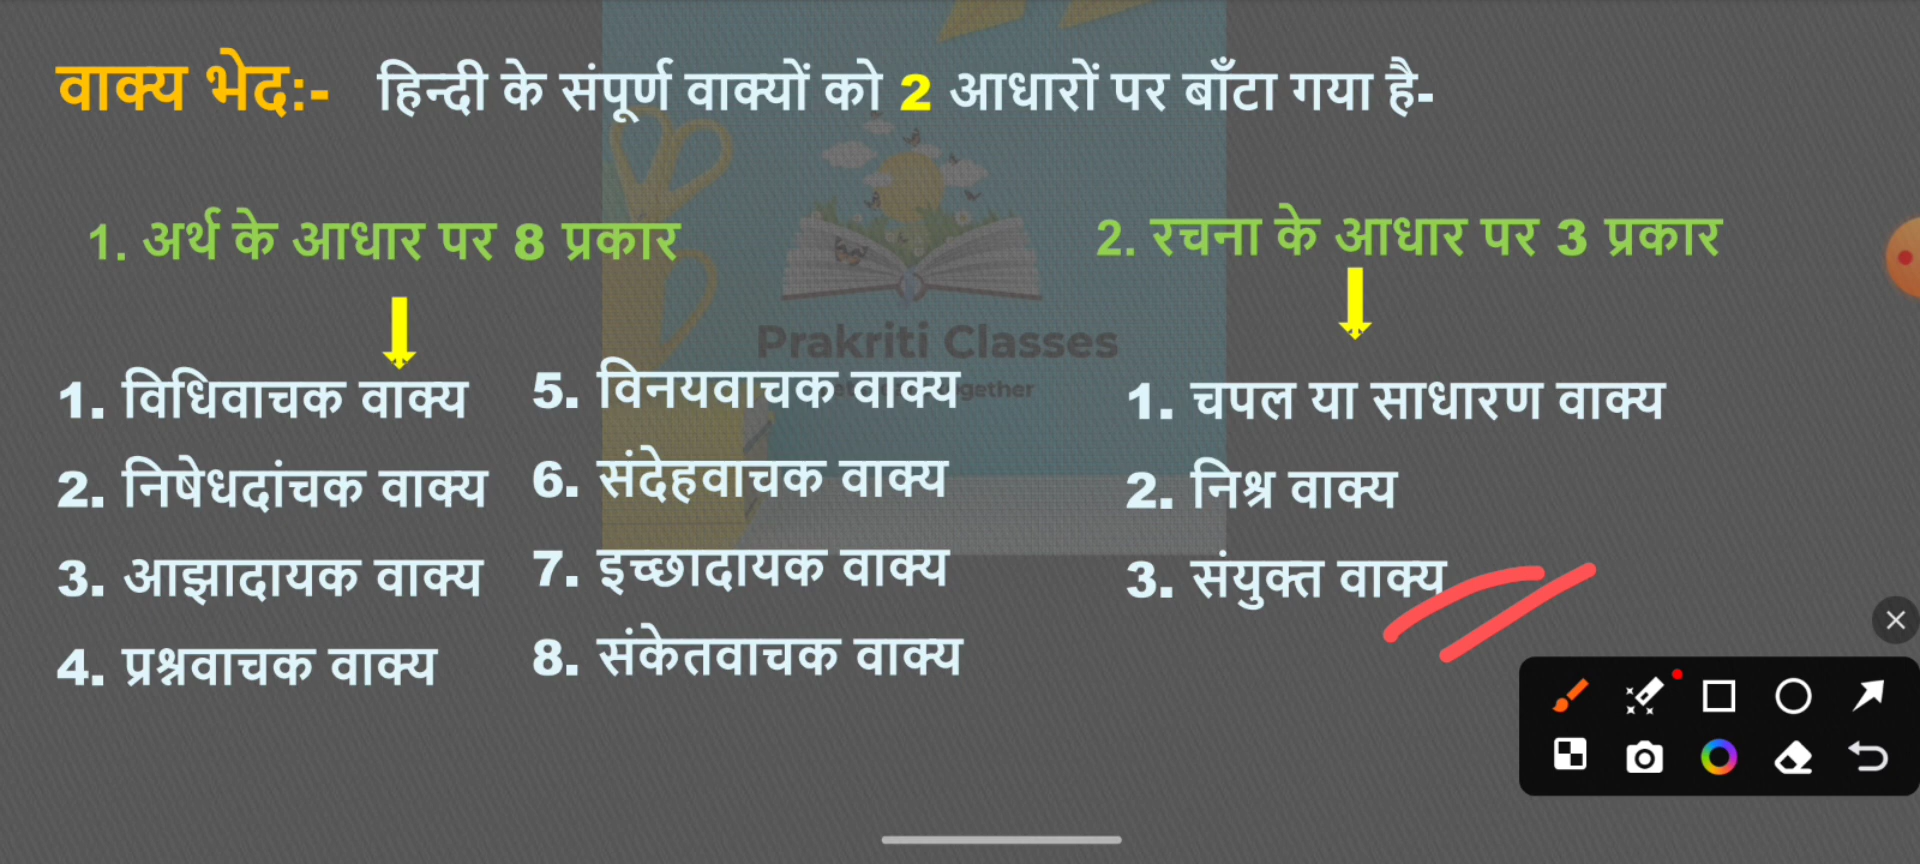 वाक्य भेद:- हिन्दी के संपूर्ण वाक्यों को 2 आधारों पर बाँटा गया है-
1. अर्थ के आधार पर 8 प्रकार
2. रचना के आधार पर 3 प्रकार
Prakriti Classes
1. विधिवाचक वाक्य
2. निषेधदांचक वाक्य
3. आझादायक वाक्य
4. प्रश्नवाचक वाक्य
5. विनयवाचक वाक्य
6. संदेहवाचक वाक्य
7. इच्छादायक वाक्य
8. संकेतवाचक वाक्य
1. चपल या साधारण वाक्य
2. निश्र वाक्य
3. संयुक्त वाक्य